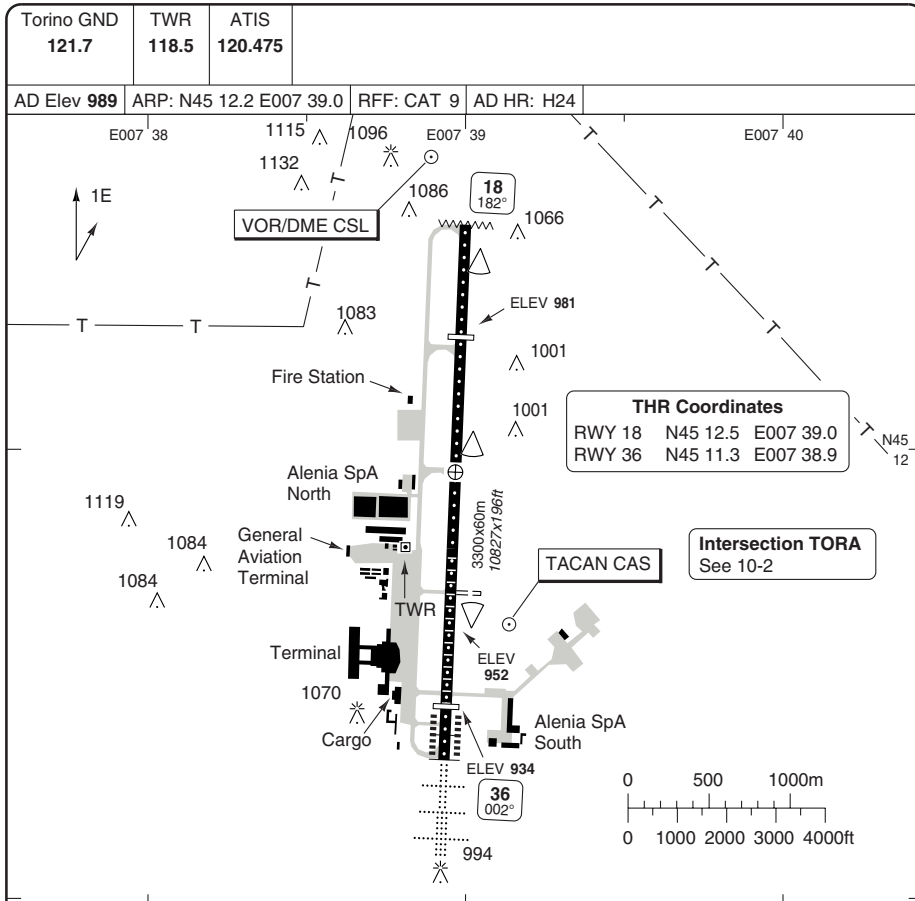 Torino GND
121.7
TWR
118.5
ATIS
120.475
AD Elev 989
ARP: N45 12.2 E007 39.0
RFF: CAT 9
AD HR: H24
E007 38
E007 39
E007 40
1115
1096
1132
T
T
1E
1086
18
182°
1066
VOR/DME CSL
T
T
T
T
T
1083
ELEV 981
T
1001
Fire Station
1001
THR Coordinates
RWY 18 N45 12.5 E007 39.0
RWY 36 N45 11.3 E007 38.9
T
N45
12
Alenia SpA
North
1119
3300x60m
10827x196ft
General
Aviation
Terminal
1084
1084
TWR
TACAN CAS
Intersection TORA
See 10-2
Terminal
ELEV
952
1070
Cargo
Alenia SpA
South
ELEV 934
36
002°
994
0 500 1000m
0 1000 2000 3000 4000ft